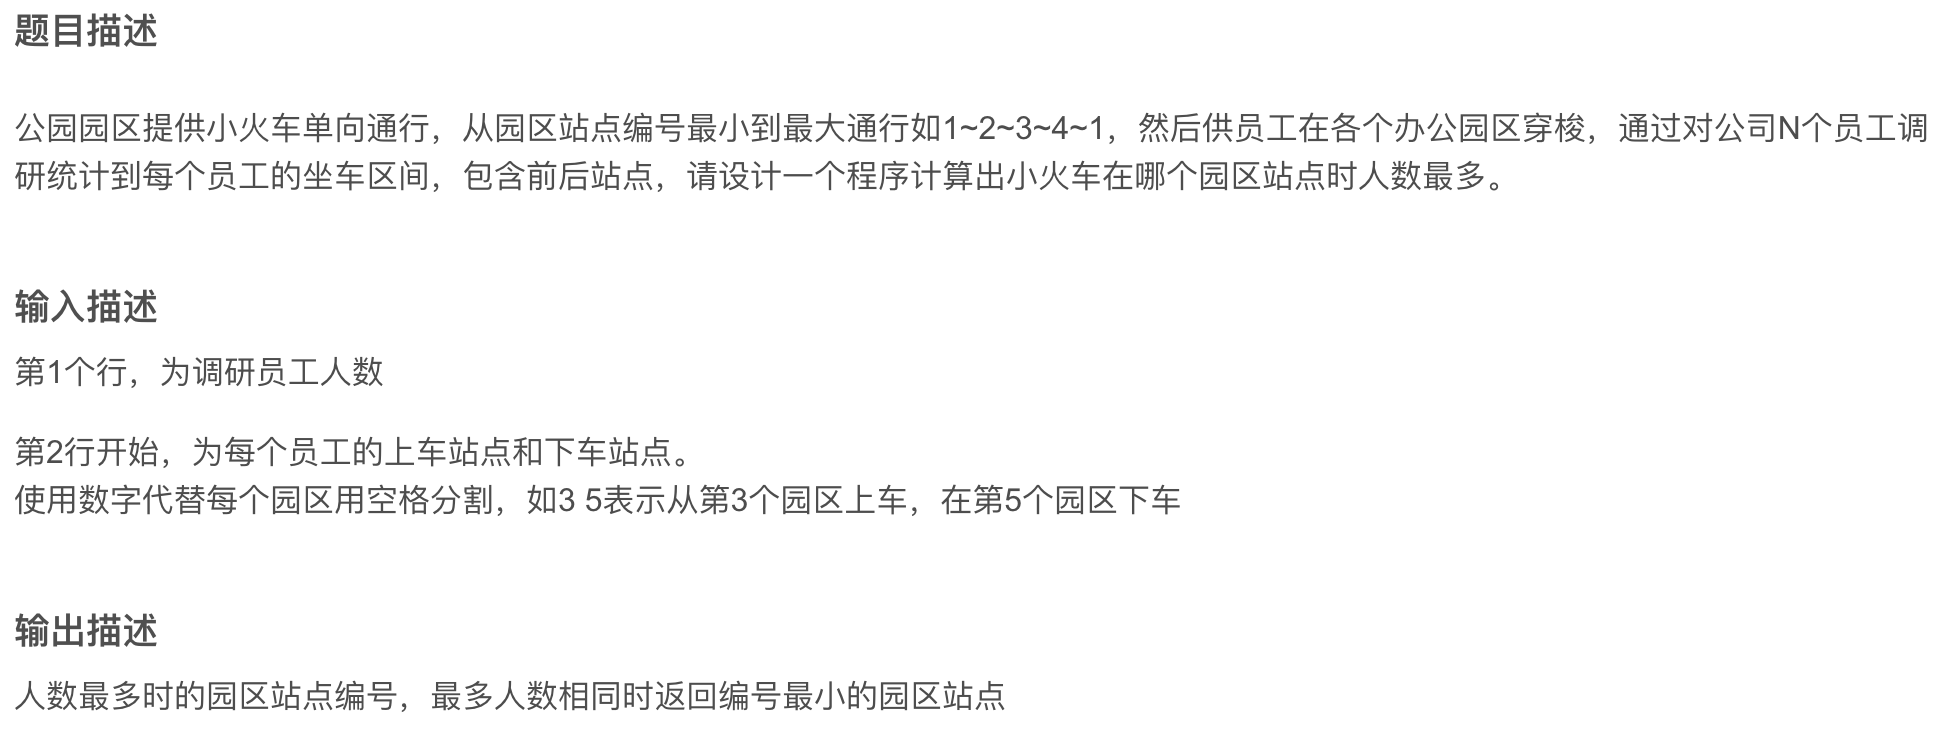 题目描述
公园园区提供小火车单向通行，从园区站点编号最小到最大通行如1~2~3~4~1，然后供员工在各个办公园区穿梭，通过对公司N个员工调
研统计到每个员工的坐车区间，包含前后站点，请设计一个程序计算出小火车在哪个园区站点时人数最多。
输入描述
第1个行，为调研员工人数
第2行开始，为每个员工的上车站点和下车站点。
使用数字代替每个园区用空格分割，如3 5表示从第3个园区上车，在第5个园区下车
输出描述
人数最多时的园区站点编号，最多人数相同时返回编号最小的园区站点